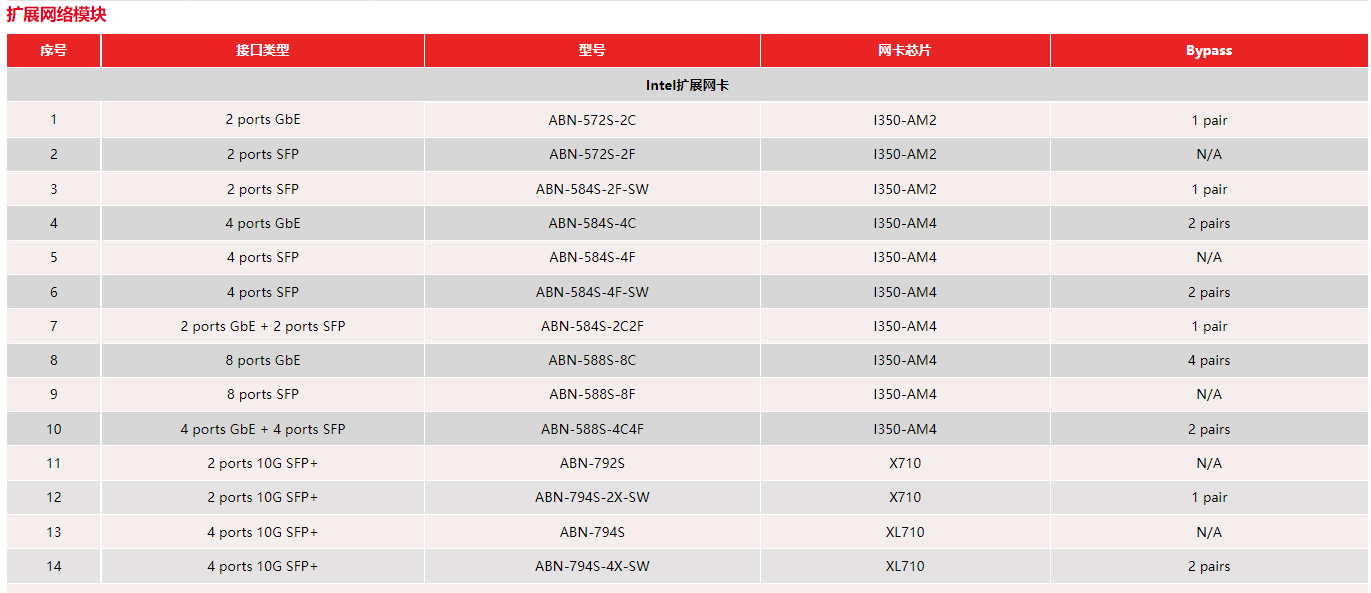 扩展网络模块
序号 接口类型 型号 网卡芯片 Bypass
Intel扩展网卡
1 2 ports GbE ABN-572S-2C I350-AM2 1 pair
2 2 ports SFP ABN-572S-2F I350-AM2 N/A
3 2 ports SFP ABN-584S-2F-SW I350-AM2 1 pair
4 4 ports GbE ABN-584S-4C I350-AM4 2 pairs
5 4 ports SFP ABN-584S-4F I350-AM4 N/A
6 4 ports SFP ABN-584S-4F-SW I350-AM4 2 pairs
7 2 ports GbE + 2 ports SFP ABN-584S-2C2F I350-AM4 1 pair
8 8 ports GbE ABN-588S-8C I350-AM4 4 pairs
9 8 ports SFP ABN-588S-8F I350-AM4 N/A
10 4 ports GbE + 4 ports SFP ABN-588S-4C4F I350-AM4 2 pairs
11 2 ports 10G SFP+ ABN-792S X710 N/A
12 2 ports 10G SFP+ ABN-794S-2X-SW X710 1 pair
13 4 ports 10G SFP+ ABN-794S XL710 N/A
14 4 ports 10G SFP+ ABN-794S-4X-SW XL710 2 pairs